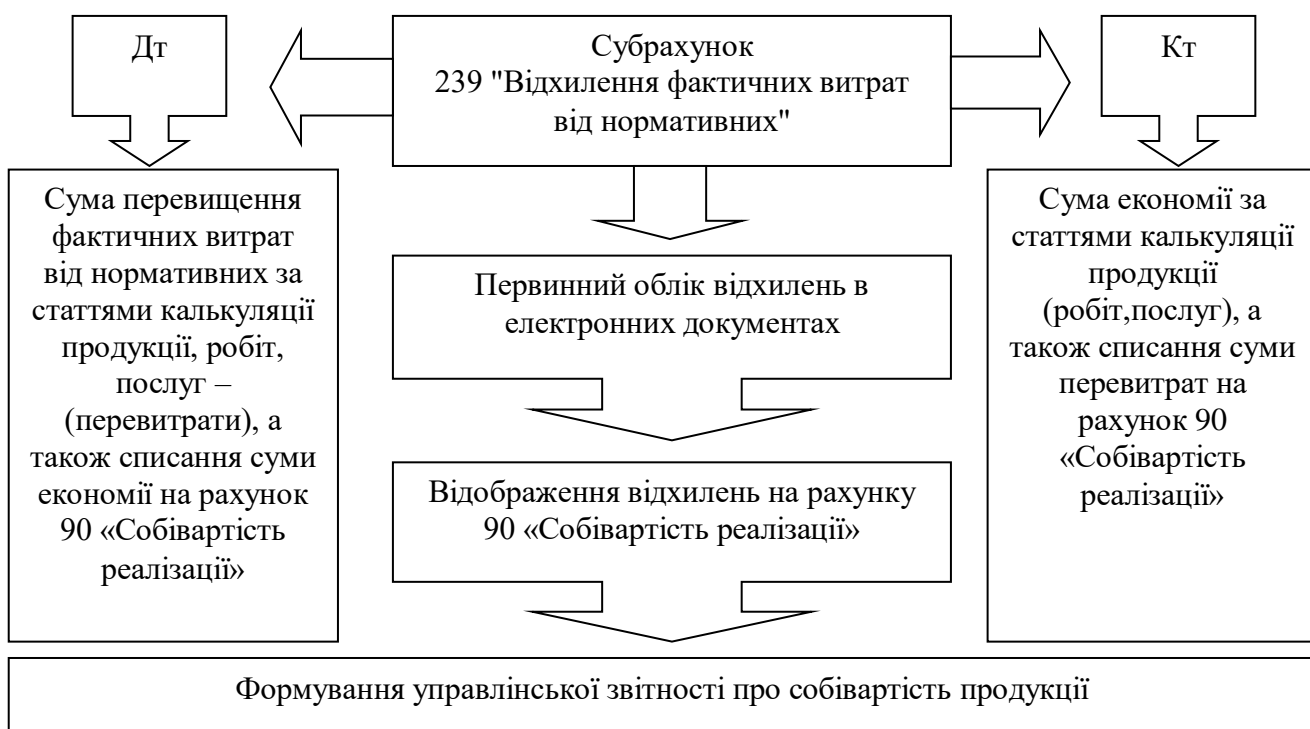 Дт
Субрахунок
239 "Відхилення фактичних витрат
від нормативних"
Кт
Сума перевищення
фактичних витрат
від нормативних за
статтями калькуляції
продукції, робіт,
послуг –
(перевитрати), а
також списання суми
економії на рахунок
90 «Собівартість
реалізації»
Первинний облік відхилень в
електронних документах
Відображення відхилень на рахунку
90 «Собівартість реалізації»
Сума економії за
статтями калькуляції
продукції
(робіт,послуг), а
також списання суми
перевитрат на
рахунок 90
«Собівартість
реалізації»
Формування управлінської звітності про собівартість продукції